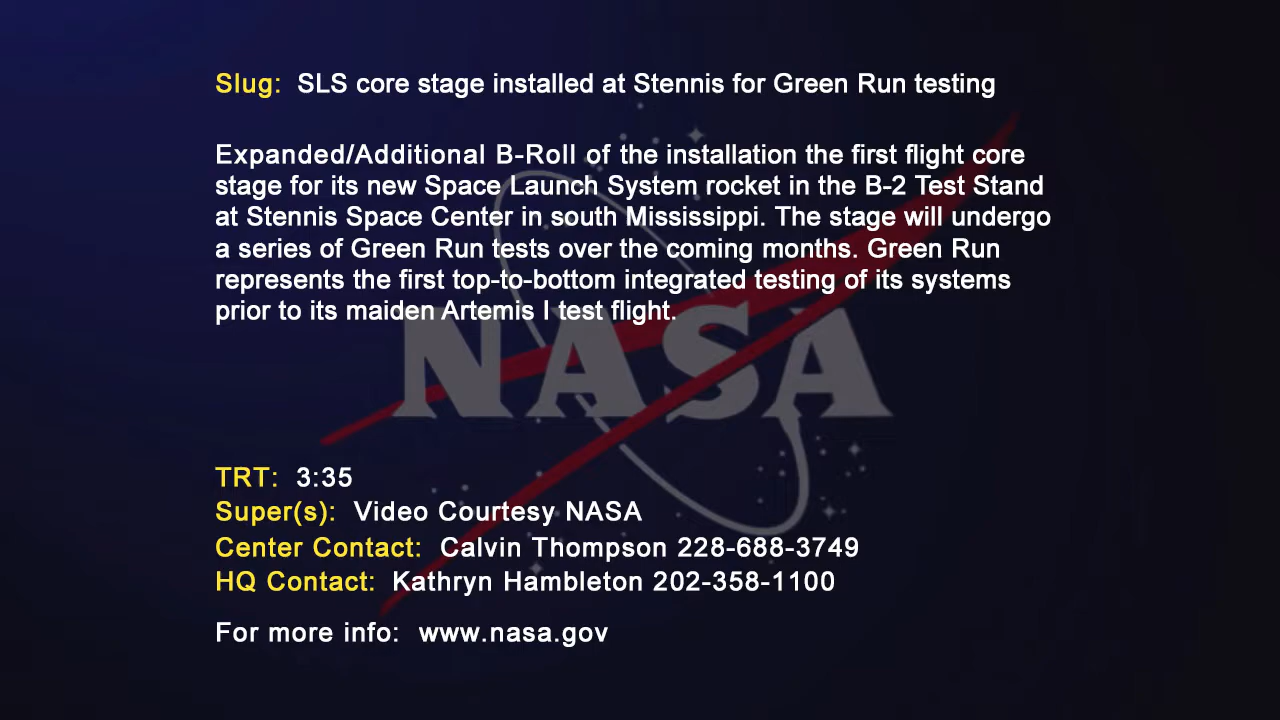 Slug: SLS core stage installed at Stennis for Green Run testing
Expanded/Additional B-Roll of the installation the first flight core
stage for its new Space Launch System rocket in the B-2 Test Stand
at Stennis Space Center in south Mississippi. The stage will undergo
a series of Green Run tests over the coming months. Green Run
represents the first top-to-bottom integrated testing of its systems
prior to its maiden Artemis I test flight.
NASA
TRT: 3:35
Super(s): Video Courtesy NASA
Center Contact: Calvin Thompson 228-688-3749
HQ Contact: Kathryn Hambleton 202-358-1100
For more info: www.nasa.gov